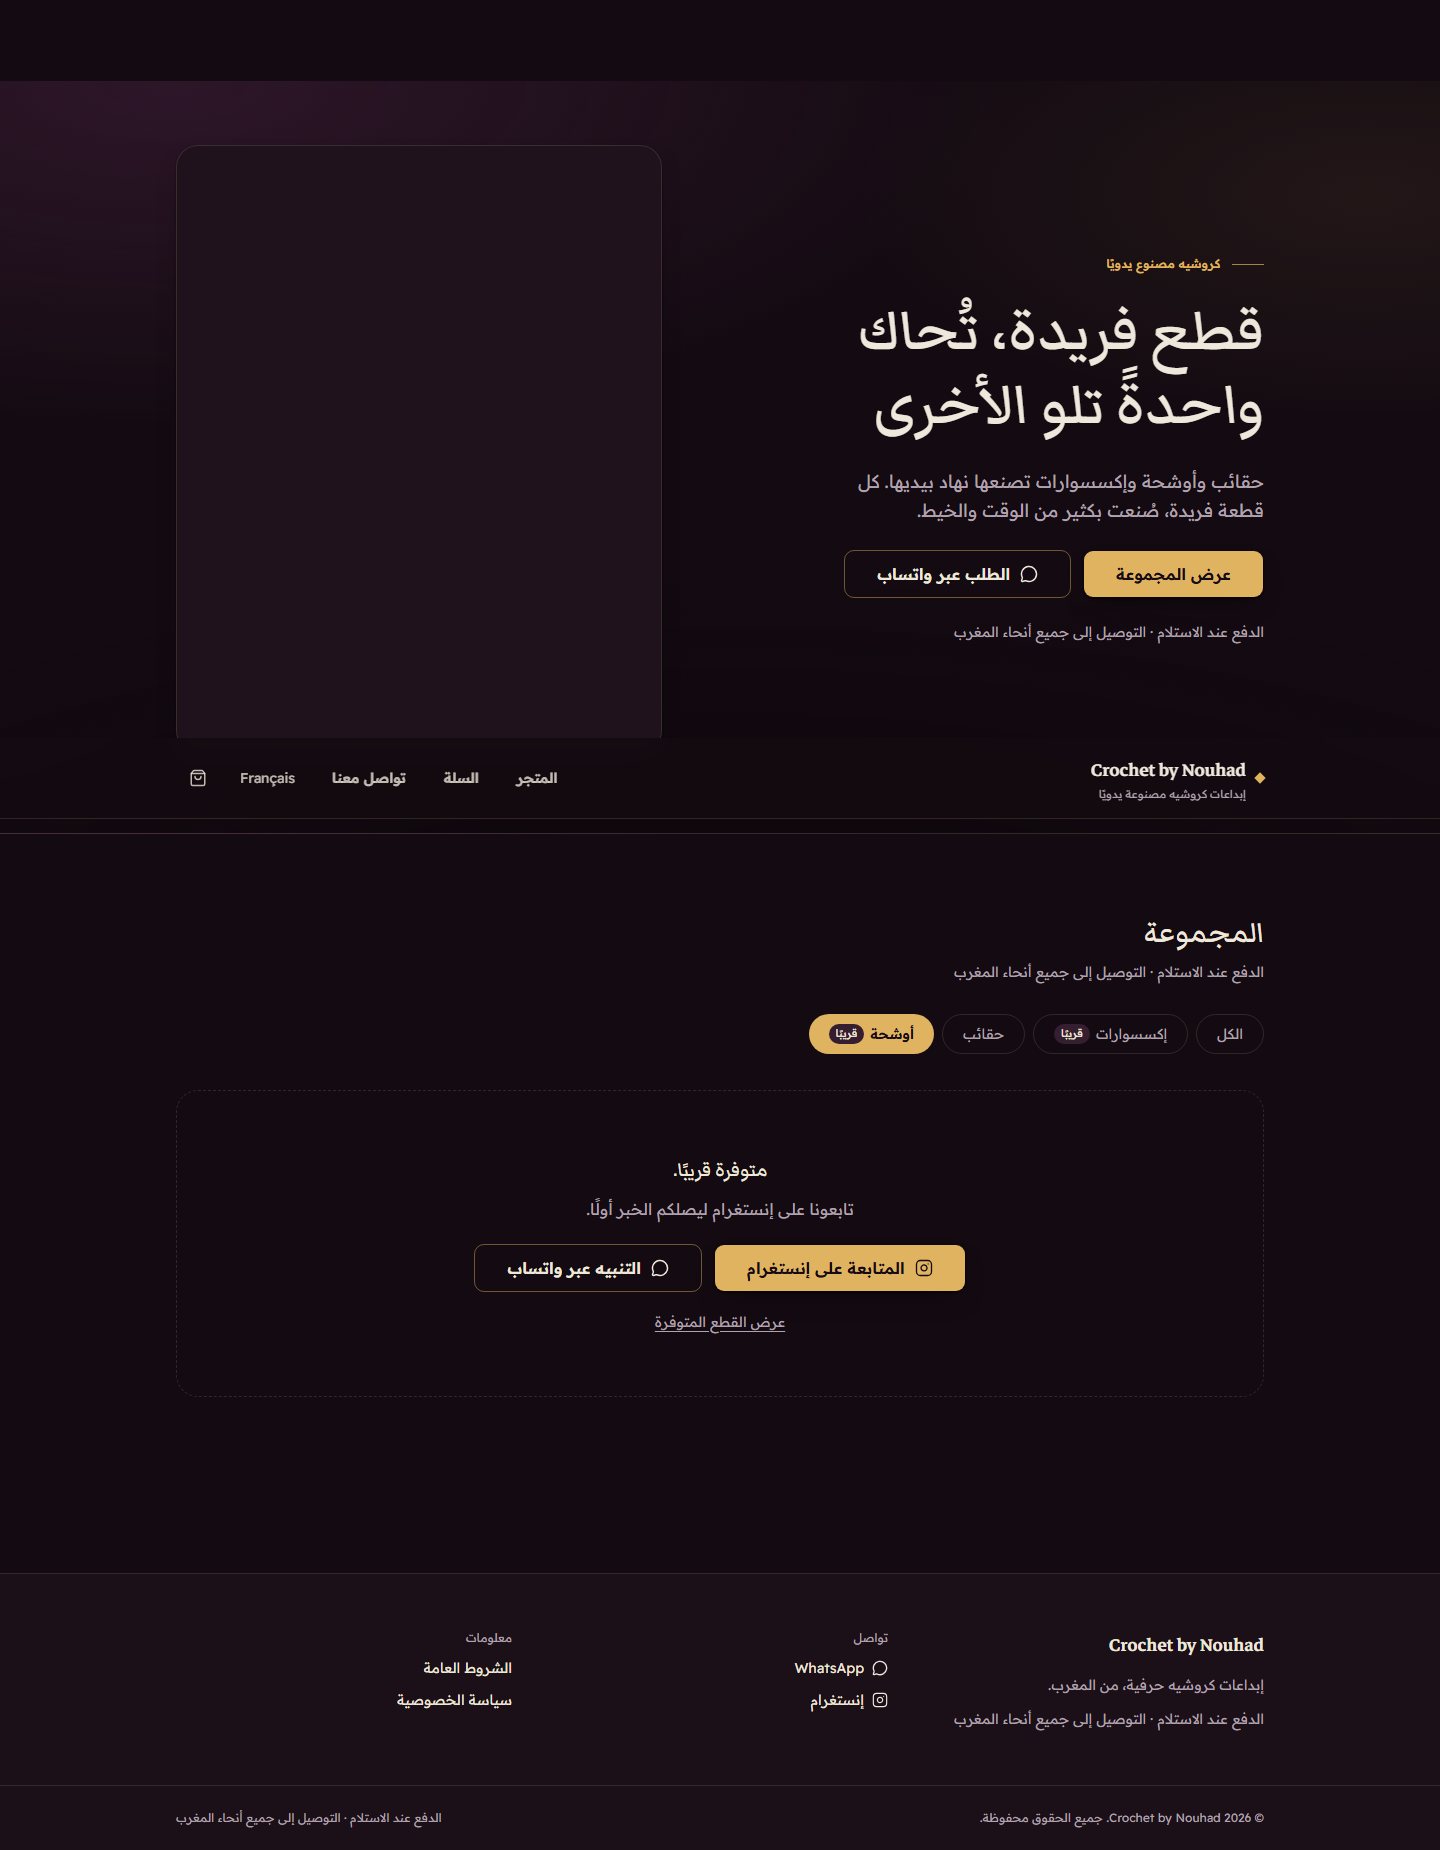 كروشيه مصنوع يدويًا
قطع فريدة، تُحاك
واحدةً تلو الأخرى
حقائب وأوشحة وإكسسوارات تصنعها نهاد بيديها. كل
قطعة فريدة، صُنعت بكثير من الوقت والخيط.
عرض المجموعة
الطلب عبر واتساب
الدفع عند الاستلام · التوصيل إلى جميع أنحاء المغرب
Crochet by Nouhad
إبداعات كروشيه مصنوعة يدويًا
المتجر
السلة
تواصل معنا
Français
المجموعة
الدفع عند الاستلام · التوصيل إلى جميع أنحاء المغرب
الكل
إكسسوارات قريبًا
حقائب
أوشحة قريبًا
متوفرة قريبًا.
تابعونا على إنستغرام ليصلكم الخبر أولًا.
المتابعة على إنستغرام
التنبيه عبر واتساب
عرض القطع المتوفرة
Crochet by Nouhad
إبداعات كروشيه حرفية، من المغرب.
الدفع عند الاستلام · التوصيل إلى جميع أنحاء المغرب
تواصل
WhatsApp
إنستغرام
معلومات
الشروط العامة
سياسة الخصوصية
© 2026 Crochet by Nouhad. جميع الحقوق محفوظة.
الدفع عند الاستلام · التوصيل إلى جميع أنحاء المغرب